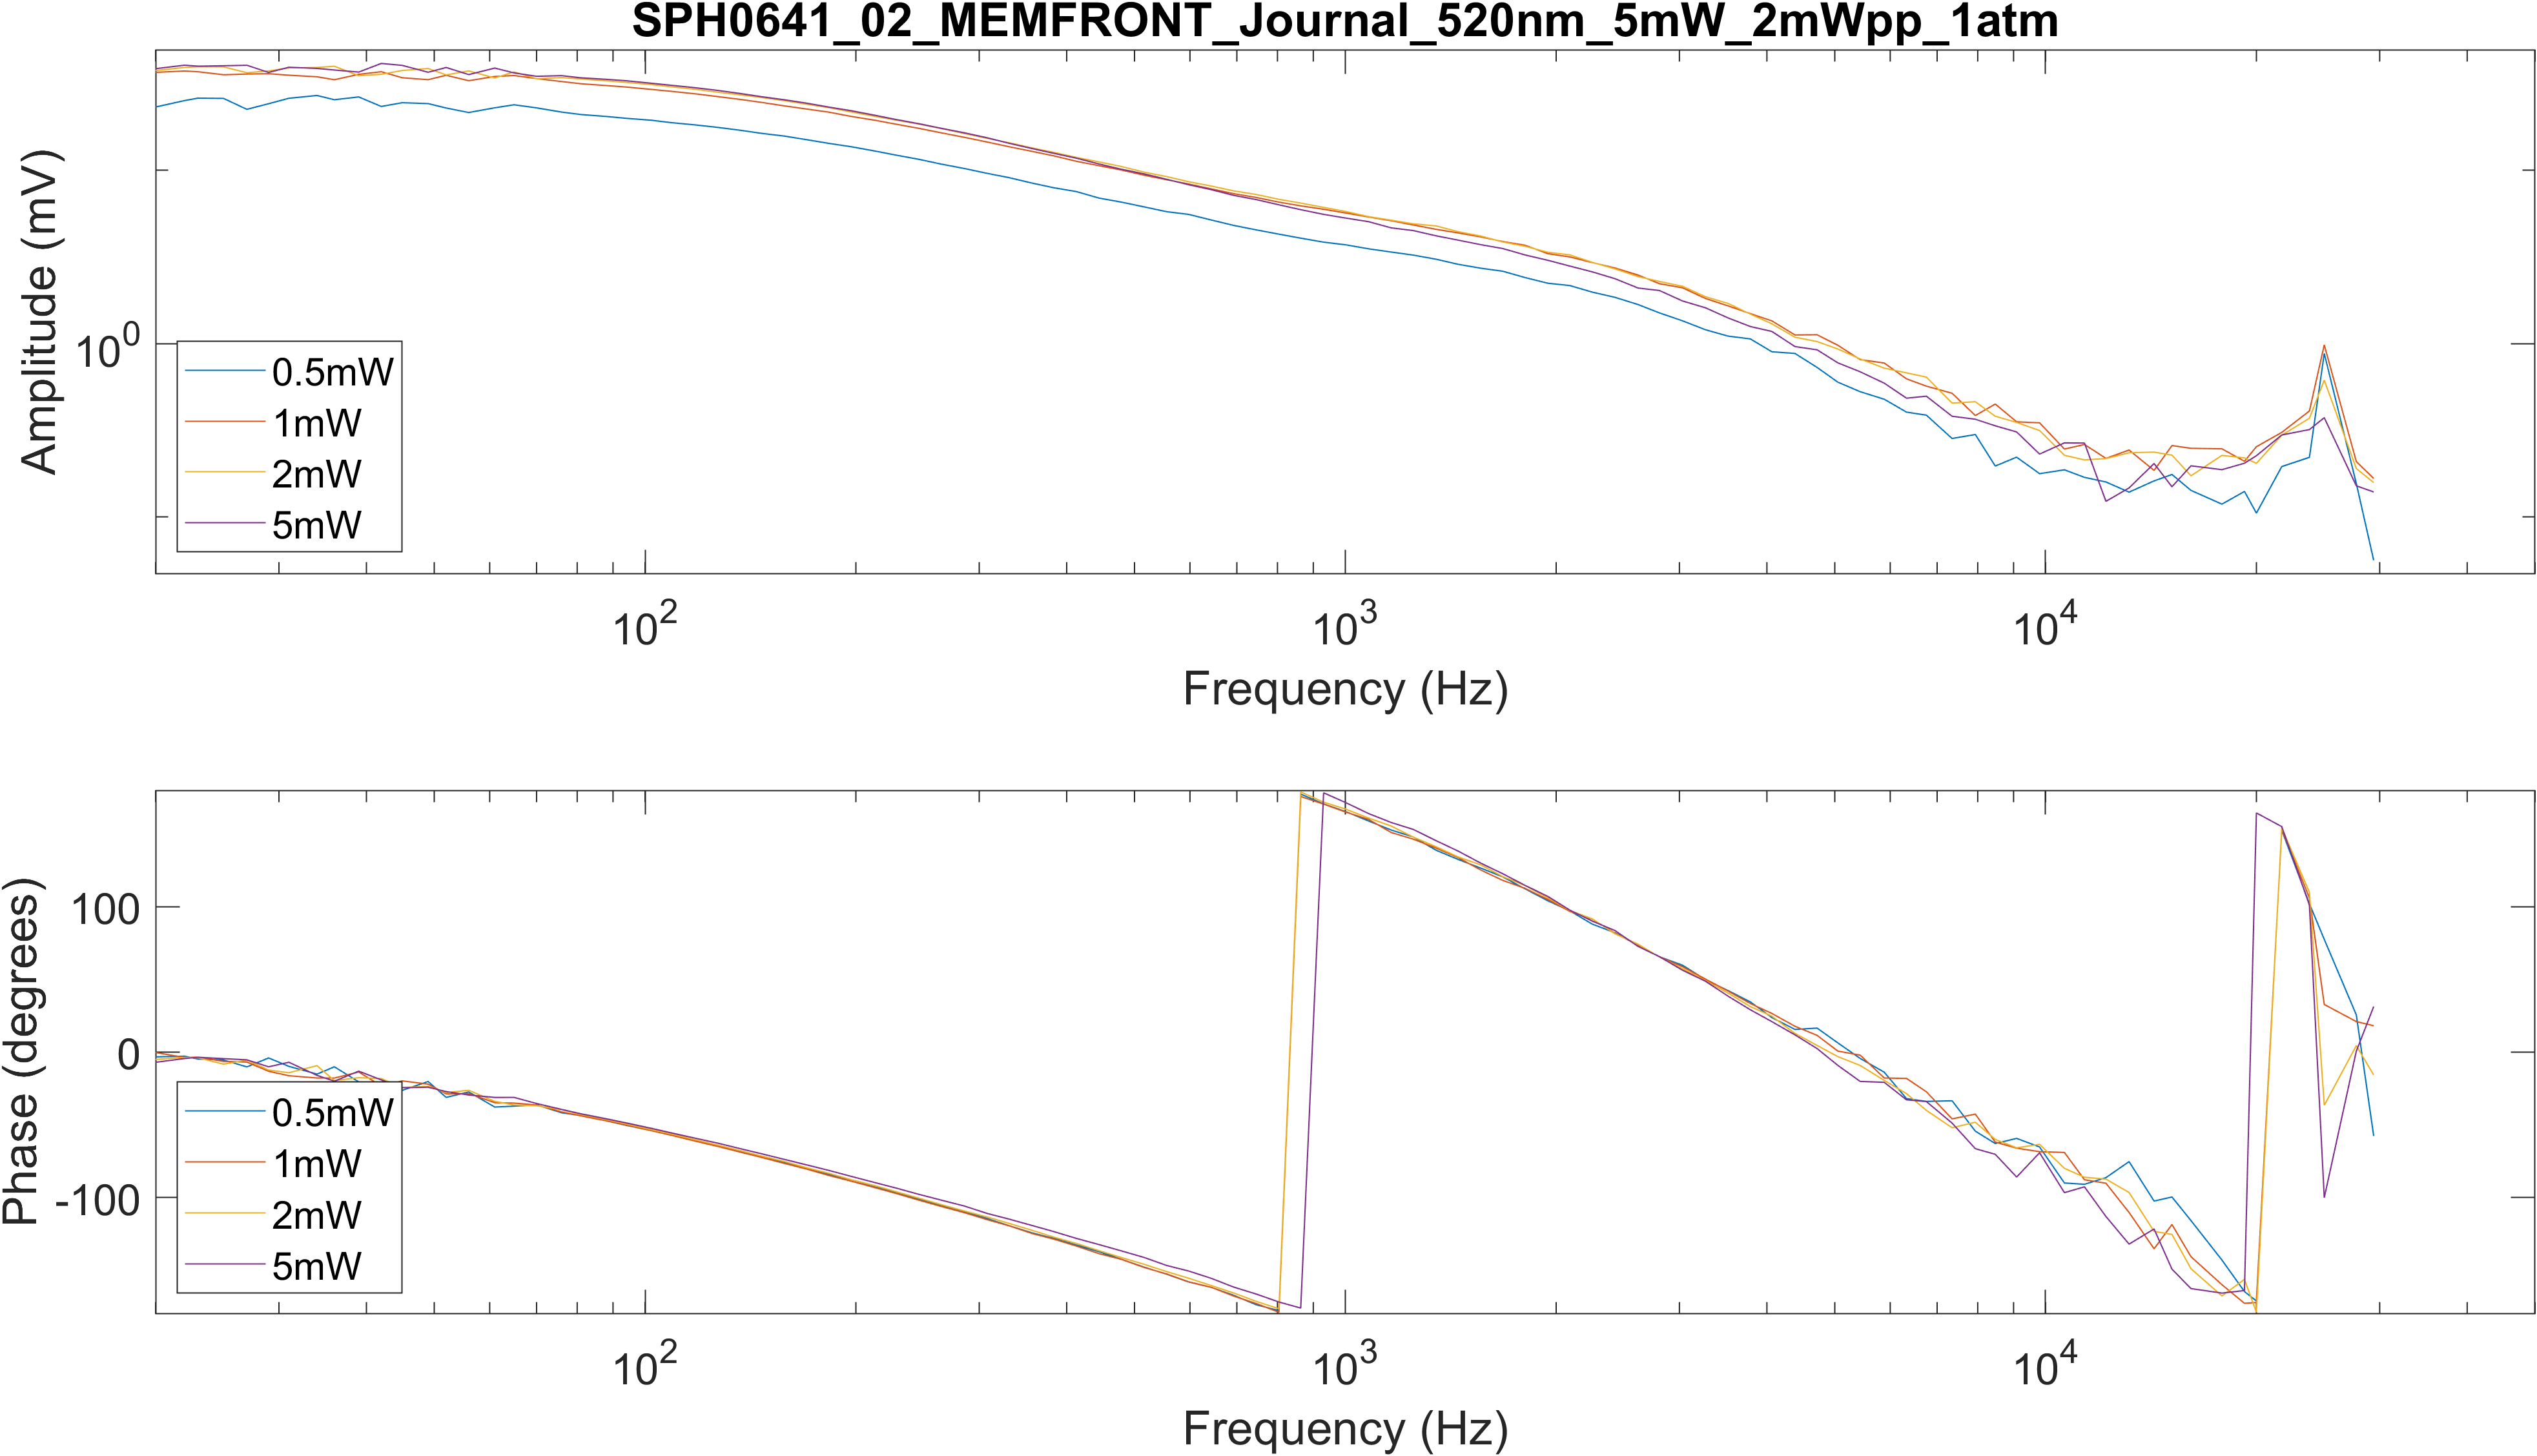 SPH0641_02_MEMFRONT_Journal_520nm_5mW_2mWpp_1atm
Amplitude (mV)
10^0
0.5mW
1mW
2mW
5mW
10^2
10^3
10^4
Frequency (Hz)
Phase (degrees)
100
0
-100
0.5mW
1mW
2mW
5mW
10^2
10^3
10^4
Frequency (Hz)